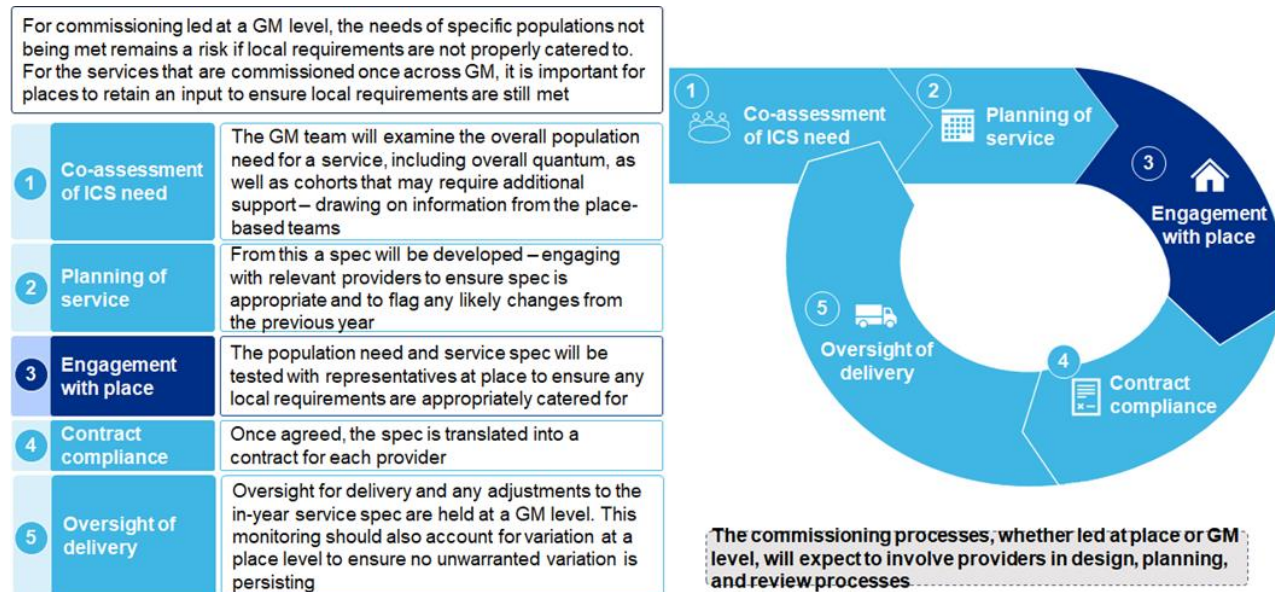 For commissioning led at a GM level, the needs of specific populations not
being met remains a risk if local requirements are not properly catered to.
For the services that are commissioned once across GM, it is important for
places to retain an input to ensure local requirements are still met
1
Co-assessment
of ICS need
The GM team will examine the overall population
need for a service, including overall quantum, as
well as cohorts that may require additional
support – drawing on information from the place-
based teams
2
Planning of
service
From this a spec will be developed – engaging
with relevant providers to ensure spec is
appropriate and to flag any likely changes from
the previous year
3
Engagement
with place
The population need and service spec will be
tested with representatives at place to ensure any
local requirements are appropriately catered for
4
Contract
compliance
Once agreed, the spec is translated into a
contract for each provider
5
Oversight of
delivery
Oversight for delivery and any adjustments to the
in-year service spec are held at a GM level. This
monitoring should also account for variation at a
place level to ensure no unwarranted variation is
persisting
1
Co-assessment
of ICS need
2
Planning of
service
3
Engagement
with place
4
Contract
compliance
5
Oversight of
delivery
The commissioning processes, whether led at place or GM
level, will expect to involve providers in design, planning,
and review processes